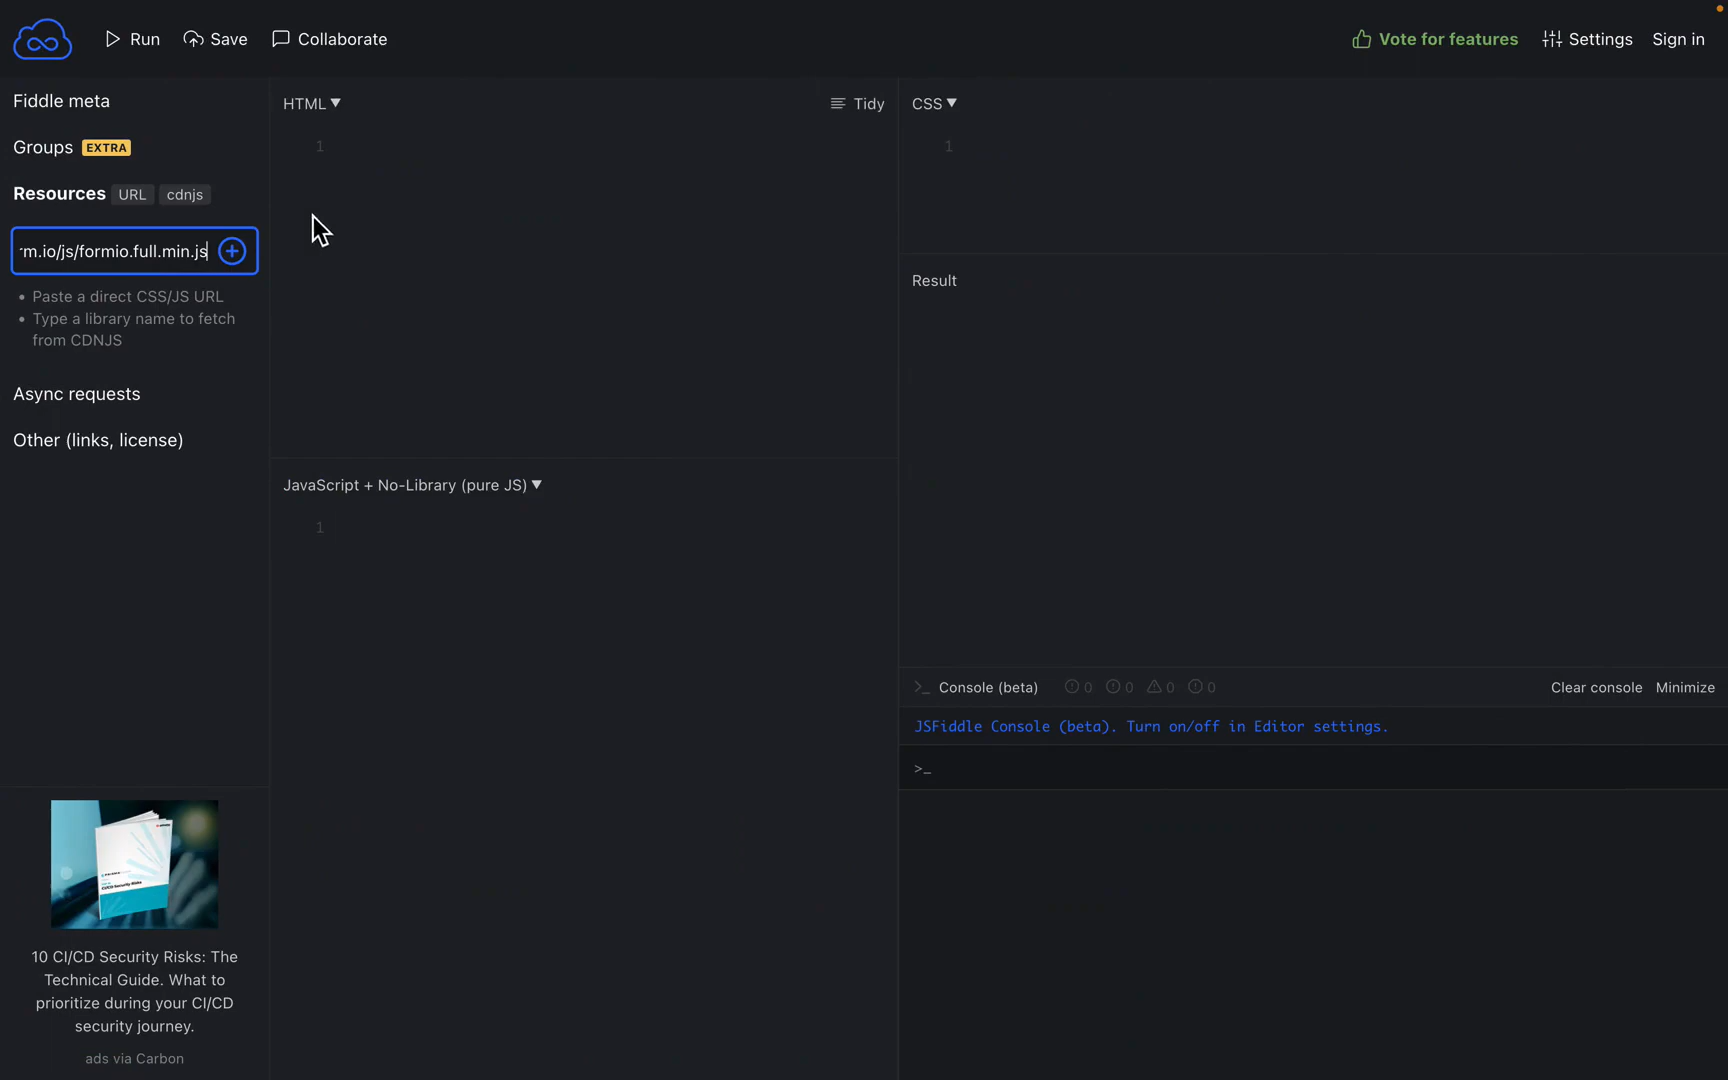 Run
Save
Collaborate
Vote for features
Settings
Sign in
Fiddle meta
Groups EXTRA
Resources URL cdnjs
m.io/js/formio.full.min.js
Paste a direct CSS/JS URL
Type a library name to fetch
from CDNJS
Async requests
Other (links, license)
HTML
Tidy
1
JavaScript + No-Library (pure JS)
1
CSS
1
Result
>_ Console (beta) 0 0 0 0
Clear console
Minimize
JSFiddle Console (beta). Turn on/off in Editor settings.
>_
10 CI/CD Security Risks: The
Technical Guide. What to
prioritize during your CI/CD
security journey.
ads via Carbon